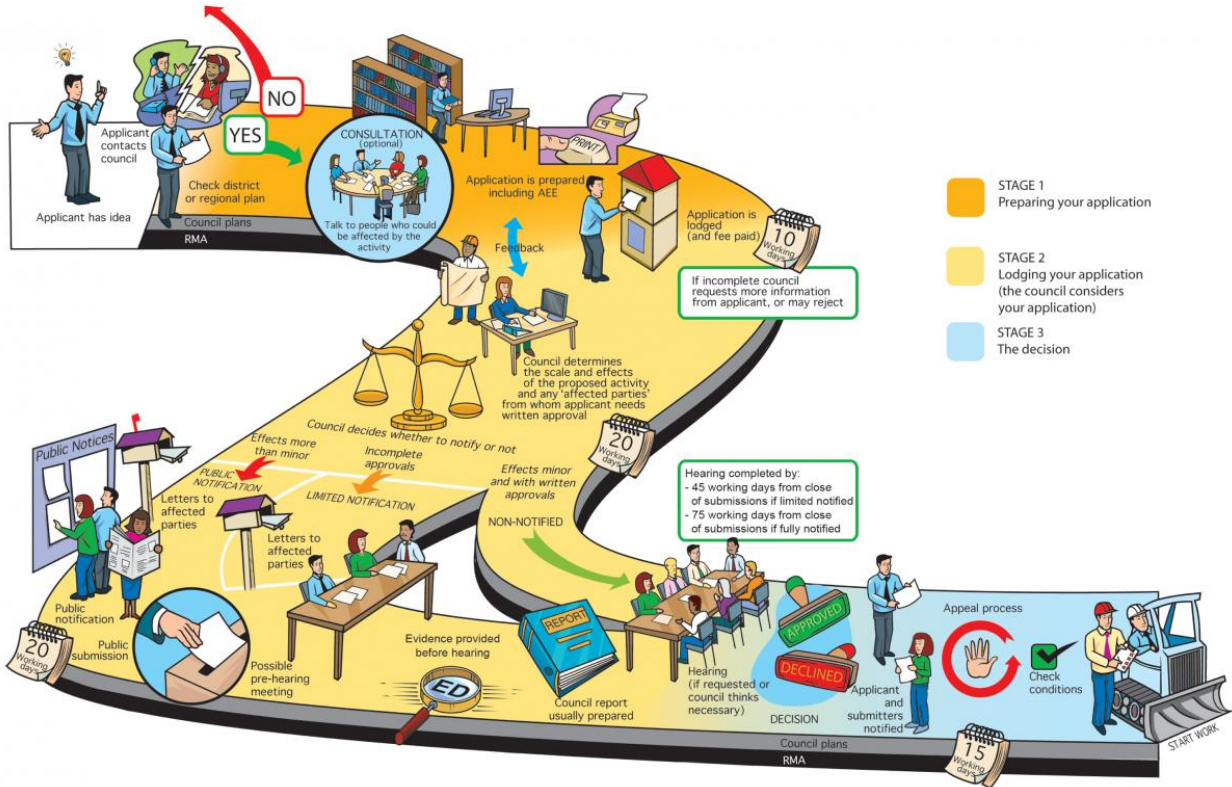 NO
YES
Applicant
contacts
council
Applicant has idea
Check district
or regional plan
Council plans
RMA
CONSULTATION
(optional)
Talk to people who could
be affected by the
activity
Application is prepared
including AEE
PRINT
Feedback
Application is
lodged
(and fee paid)
10
Working
days
If incomplete council
requests more information
from applicant, or may reject
STAGE 1
Preparing your application
STAGE 2
Lodging your application
(the council considers
your application)
STAGE 3
The decision
Council determines
the scale and effects
of the proposed activity
and any 'affected parties'
from whom applicant needs
written approval
20
Working
days
Council decides whether to notify or not
Effects more
than minor
PUBLIC
NOTIFICATION
Incomplete
approvals
LIMITED NOTIFICATION
Effects minor
and with written
approvals
NON-NOTIFIED
Public Notices
Letters to
affected
parties
Letters to
affected
parties
Public
notification
20
Working
days
Public
submission
Possible
pre-hearing
meeting
Evidence provided
before hearing
ED
REPORT
Council report
usually prepared
Hearing completed by:
- 45 working days from close
of submissions if limited notified
- 75 working days from close
of submissions if fully notified
Hearing
(if requested or
council thinks
necessary)
APPROVED
DECLINED
DECISION
Applicant
and
submitters
notified
Appeal process
Check
conditions
15
Working
days
START WORK
Council plans
RMA